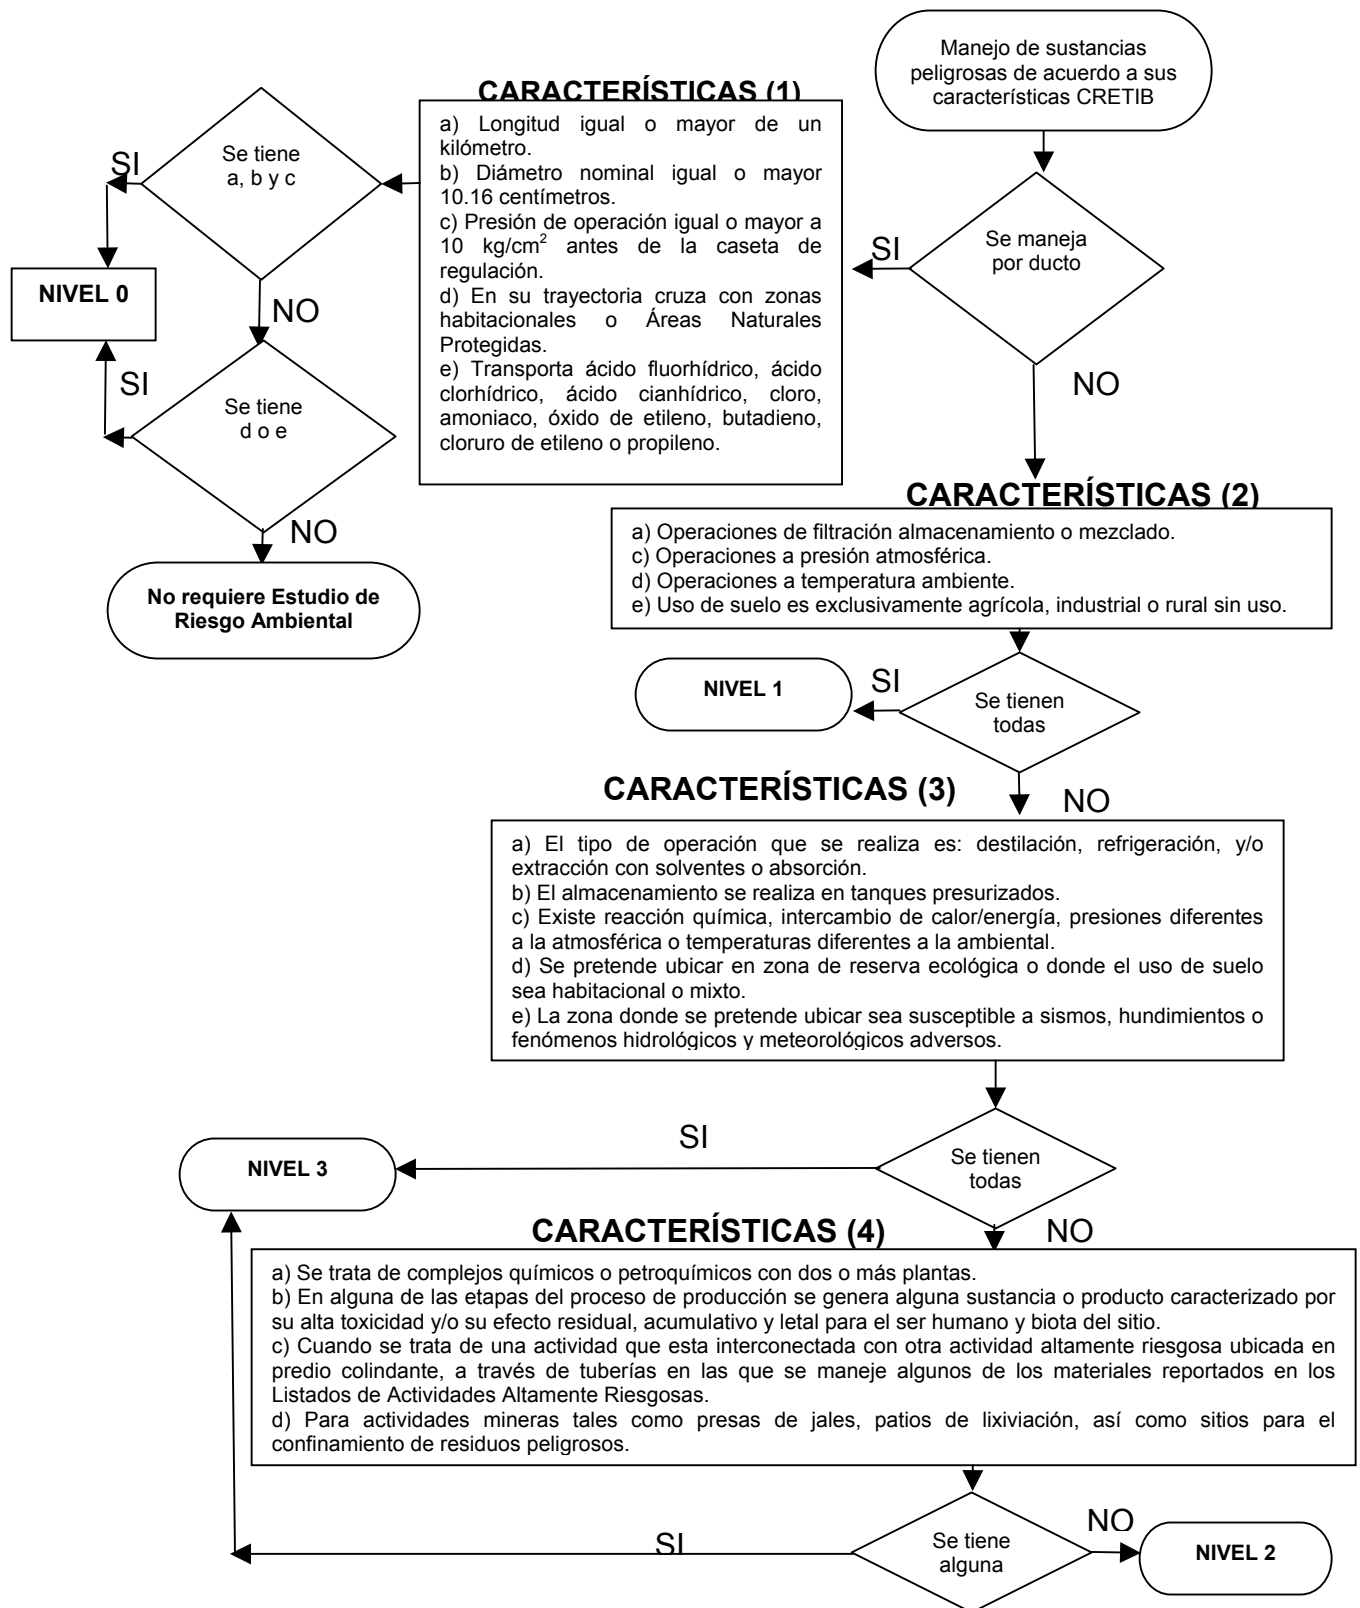 Manejo de sustancias
peligrosas de acuerdo a sus
características CRETIB
Se maneja
por ducto
SI
NO
CARACTERÍSTICAS (1)
a) Longitud igual o mayor de un
kilómetro.
b) Diámetro nominal igual o mayor
10.16 centímetros.
c) Presión de operación igual o mayor a
10 kg/cm² antes de la caseta de
regulación.
d) En su trayectoria cruza con zonas
habitacionales o Áreas Naturales
Protegidas.
e) Transporta ácido fluorhídrico, ácido
clorhídrico, ácido cianhídrico, cloro,
amoniaco, óxido de etileno, butadieno,
cloruro de etileno o propileno.
Se tiene
a, b y c
SI
NIVEL 0
NO
Se tiene
d o e
SI
NO
No requiere Estudio de
Riesgo Ambiental
CARACTERÍSTICAS (2)
a) Operaciones de filtración almacenamiento o mezclado.
c) Operaciones a presión atmosférica.
d) Operaciones a temperatura ambiente.
e) Uso de suelo es exclusivamente agrícola, industrial o rural sin uso.
Se tienen
todas
SI
NIVEL 1
NO
CARACTERÍSTICAS (3)
a) El tipo de operación que se realiza es: destilación, refrigeración, y/o
extracción con solventes o absorción.
b) El almacenamiento se realiza en tanques presurizados.
c) Existe reacción química, intercambio de calor/energía, presiones diferentes
a la atmosférica o temperaturas diferentes a la ambiental.
d) Se pretende ubicar en zona de reserva ecológica o donde el uso de suelo
sea habitacional o mixto.
e) La zona donde se pretende ubicar sea susceptible a sismos, hundimientos o
fenómenos hidrológicos y meteorológicos adversos.
Se tienen
todas
SI
NIVEL 3
NO
CARACTERÍSTICAS (4)
a) Se trata de complejos químicos o petroquímicos con dos o más plantas.
b) En alguna de las etapas del proceso de producción se genera alguna sustancia o producto caracterizado por
su alta toxicidad y/o su efecto residual, acumulativo y letal para el ser humano y biota del sitio.
c) Cuando se trata de una actividad que esta interconectada con otra actividad altamente riesgosa ubicada en
predio colindante, a través de tuberías en las que se maneje algunos de los materiales reportados en los
Listados de Actividades Altamente Riesgosas.
d) Para actividades mineras tales como presas de jales, patios de lixiviación, así como sitios para el
confinamiento de residuos peligrosos.
Se tiene
alguna
SI
NO
NIVEL 2